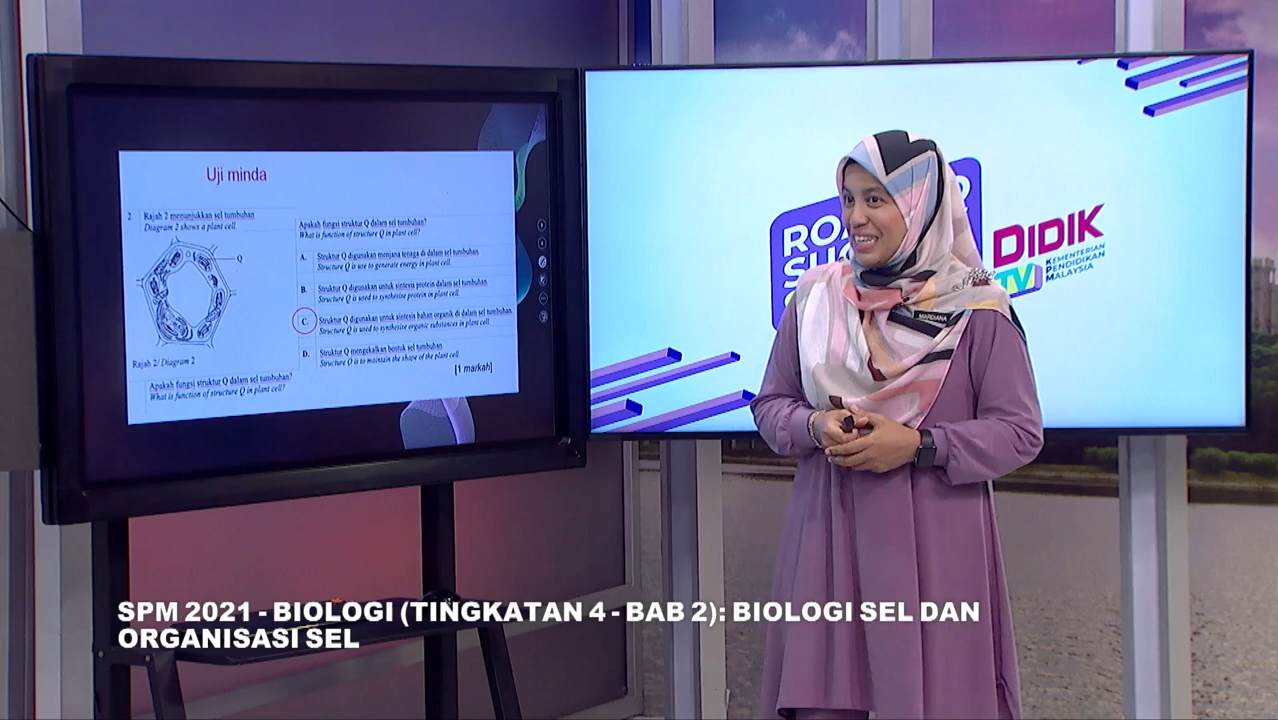 Uji minda
2. Rajah 2 menunjukkan sel tumbuhan
Diagram 2 shows a plant cell.
Q
Rajah 2/ Diagram 2
Apakah fungsi struktur Q dalam sel tumbuhan?
What is function of structure Q in plant cell?
Apakah fungsi struktur Q dalam sel tumbuhan?
What is function of structure Q in plant cell?
A. Struktur Q digunakan menjana tenaga di dalam sel tumbuhan.
Structure Q is use to generate energy in plant cell.
B. Struktur Q digunakan untuk sintesis protein dalam sel tumbuhan.
Structure Q is used to synthesise protein in plant cell.
C. Struktur Q digunakan untuk sintesis bahan organik di dalam sel tumbuhan.
Structure Q is used to synthesise organic substances in plant cell.
D. Struktur Q mengekalkan bentuk sel tumbuhan.
Structure Q is to maintain the shape of the plant cell.
[1 markah]
DIDIK
TV
KEMENTERIAN
PENDIDIKAN
MALAYSIA
MARDIANA
SPM 2021 - BIOLOGI (TINGKATAN 4 - BAB 2): BIOLOGI SEL DAN
ORGANISASI SEL